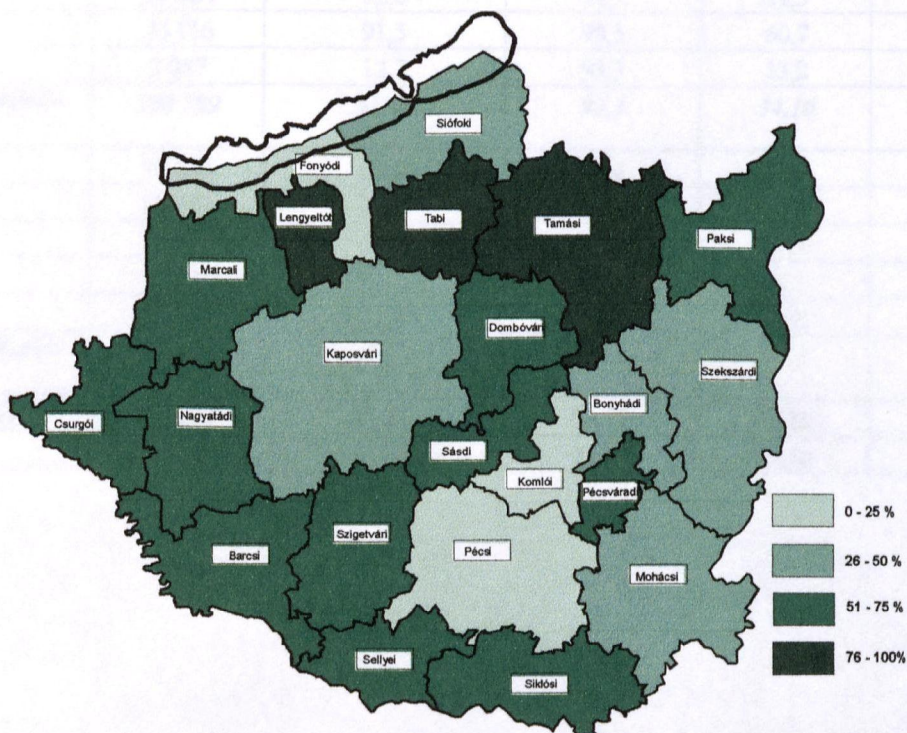 Siófoki
Fonyódi
Lengyeltót
Tabi
Tamási
Paksi
Marcali
Dombóvári
Kaposvári
Szekszárdi
Bonyhádi
Csurgói
Nagyatádi
Sásdi
Komlói
Pécsváradi
Szigetvári
Barcsi
Pécsi
Mohácsi
Sellyei
Siklósi
0 - 25 %
26 - 50 %
51 - 75 %
76 - 100%